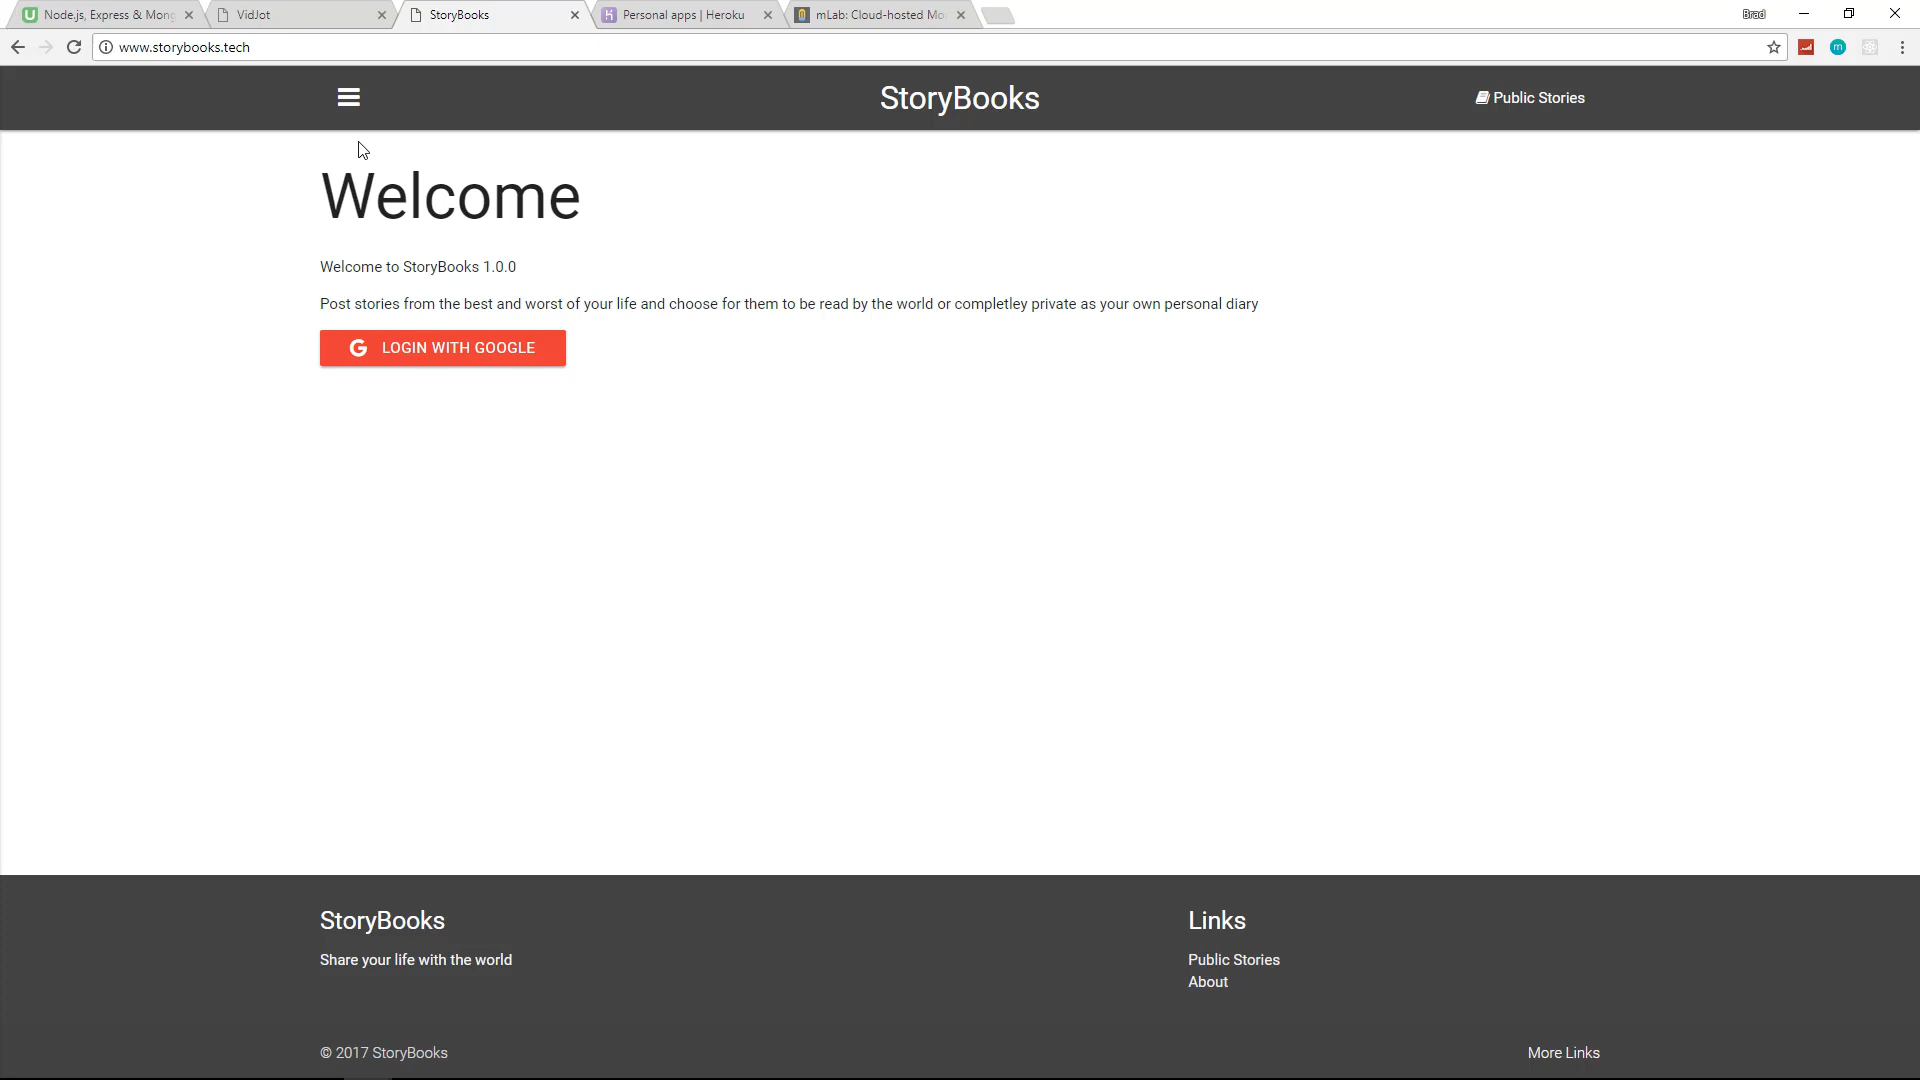 Node.js, Express & Mong
VidJot
StoryBooks
Personal apps | Heroku
mLab: Cloud-hosted Mo
Brad
www.storybooks.tech
m
StoryBooks
Public Stories
Welcome
Welcome to StoryBooks 1.0.0
Post stories from the best and worst of your life and choose for them to be read by the world or completley private as your own personal diary
G LOGIN WITH GOOGLE
StoryBooks
Links
Share your life with the world
Public Stories
About
© 2017 StoryBooks
More Links